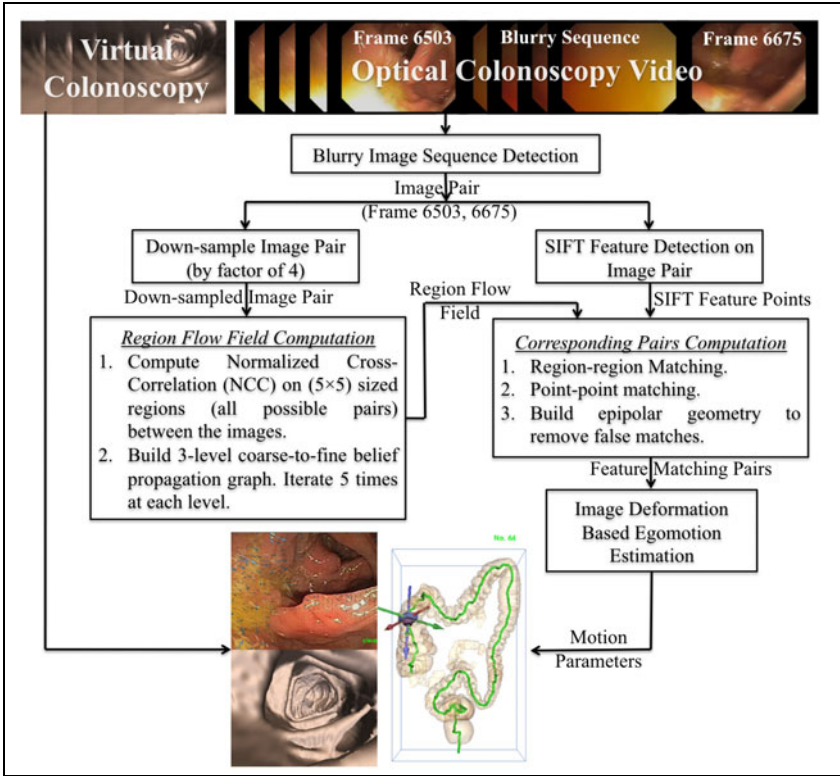 Virtual
Colonoscopy
Frame 6503
Blurry Sequence
Frame 6675
Optical Colonoscopy Video
Blurry Image Sequence Detection
Image Pair
(Frame 6503, 6675)
Down-sample Image Pair
(by factor of 4)
SIFT Feature Detection on
Image Pair
Down-sampled Image Pair
Region Flow
Field
SIFT Feature Points
Region Flow Field Computation
1. Compute Normalized Cross-
Correlation (NCC) on (5×5) sized
regions (all possible pairs)
between the images.
2. Build 3-level coarse-to-fine belief
propagation graph. Iterate 5 times
at each level.
Corresponding Pairs Computation
1. Region-region Matching.
2. Point-point matching.
3. Build epipolar geometry to
remove false matches.
Feature Matching Pairs
Image Deformation
Based Egomotion
Estimation
No. 44
Motion
Parameters